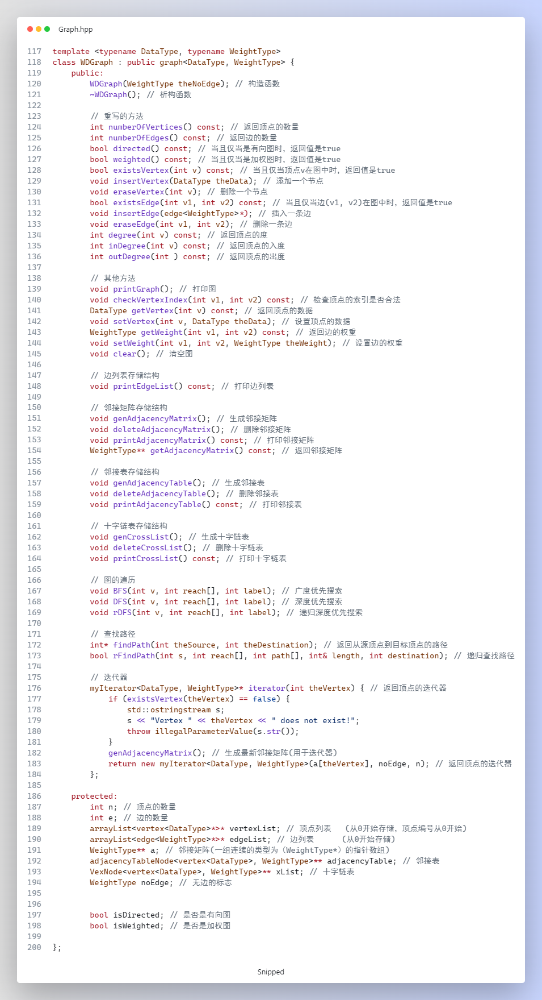 Graph.hpp
117 template <typename DataType, typename WeightType>
118 class WDGraph : public graph<DataType, WeightType> {
119     public:
120         WDGraph(WeightType theNoEdge); // 构造函数
121         ~WDGraph(); // 析构函数
122
123         // 重写的方法
124         int numberOfVertices() const; // 返回顶点的数量
125         int numberOfEdges() const; // 返回边的数量
126         bool directed() const; // 当且仅当是有向图时，返回值是true
127         bool weighted() const; // 当且仅当是加权图时，返回值是true
128         bool existsVertex(int v) const; // 当且仅当顶点v在图中时，返回值是true
129         void insertVertex(DataType theData); // 添加一个节点
130         void eraseVertex(int v); // 删除一个节点
131         bool existsEdge(int v1, int v2) const; // 当且仅当边(v1, v2)在图中时，返回值是true
132         void insertEdge(edge<WeightType>*); // 插入一条边
133         void eraseEdge(int v1, int v2); // 删除一条边
134         int degree(int v) const; // 返回顶点的度
135         int inDegree(int v) const; // 返回顶点的入度
136         int outDegree(int ) const; // 返回顶点的出度
137
138         // 其他方法
139         void printGraph(); // 打印图
140         void checkVertexIndex(int v1, int v2) const; // 检查顶点的索引是否合法
141         DataType getVertex(int v) const; // 返回顶点的数据
142         void setVertex(int v, DataType theData); // 设置顶点的数据
143         WeightType getWeight(int v1, int v2) const; // 返回边的权重
144         void setWeight(int v1, int v2, WeightType theWeight); // 设置边的权重
145         void clear(); // 清空图
146
147         // 边列表存储结构
148         void printEdgeList() const; // 打印边列表
149
150         // 邻接矩阵存储结构
151         void genAdjacencyMatrix(); // 生成邻接矩阵
152         void deleteAdjacencyMatrix(); // 删除邻接矩阵
153         void printAdjacencyMatrix() const; // 打印邻接矩阵
154         WeightType** getAdjacencyMatrix() const; // 返回邻接矩阵
155
156         // 邻接表存储结构
157         void genAdjacencyTable(); // 生成邻接表
158         void deleteAdjacencyTable(); // 删除邻接表
159         void printAdjacencyTable() const; // 打印邻接表
160
161         // 十字链表存储结构
162         void genCrossList(); // 生成十字链表
163         void deleteCrossList(); // 删除十字链表
164         void printCrossList() const; // 打印十字链表
165
166         // 图的遍历
167         void BFS(int v, int reach[], int label); // 广度优先搜索
168         void DFS(int v, int reach[], int label); // 深度优先搜索
169         void rDFS(int v, int reach[], int label); // 递归深度优先搜索
170
171         // 查找路径
172         int* findPath(int theSource, int theDestination); // 返回从源顶点到目标顶点的路径
173         bool rFindPath(int s, int reach[], int path[], int& length, int destination); // 递归查找路径
174
175         // 迭代器
176         myIterator<DataType, WeightType>* iterator(int theVertex) { // 返回顶点的迭代器
177             if (existsVertex(theVertex) == false) {
178                 std::ostringstream s;
179                 s << "Vertex " << theVertex << " does not exist!";
180                 throw illegalParameterValue(s.str());
181             }
182             genAdjacencyMatrix(); // 生成最新邻接矩阵(用于迭代器)
183             return new myIterator<DataType, WeightType>(a[theVertex], noEdge, n); // 返回顶点的迭代器
184         };
185
186     protected:
187         int n; // 顶点的数量
188         int e; // 边的数量
189         arrayList<vertex<DataType>*>* vertexList; // 顶点列表   (从0开始存储，顶点编号从0开始)
190         arrayList<edge<WeightType>*>* edgeList; // 边列表      (从0开始存储)
191         WeightType** a; // 邻接矩阵(一组连续的类型为（WeightType*）的指针数组)
192         adjacencyTableNode<vertex<DataType>, WeightType>** adjacencyTable; // 邻接表
193         VexNode<vertex<DataType>, WeightType>** xList; // 十字链表
194         WeightType noEdge; // 无边的标志
195
196
197         bool isDirected; // 是否是有向图
198         bool isWeighted; // 是否是加权图
199
200 };
Snipped